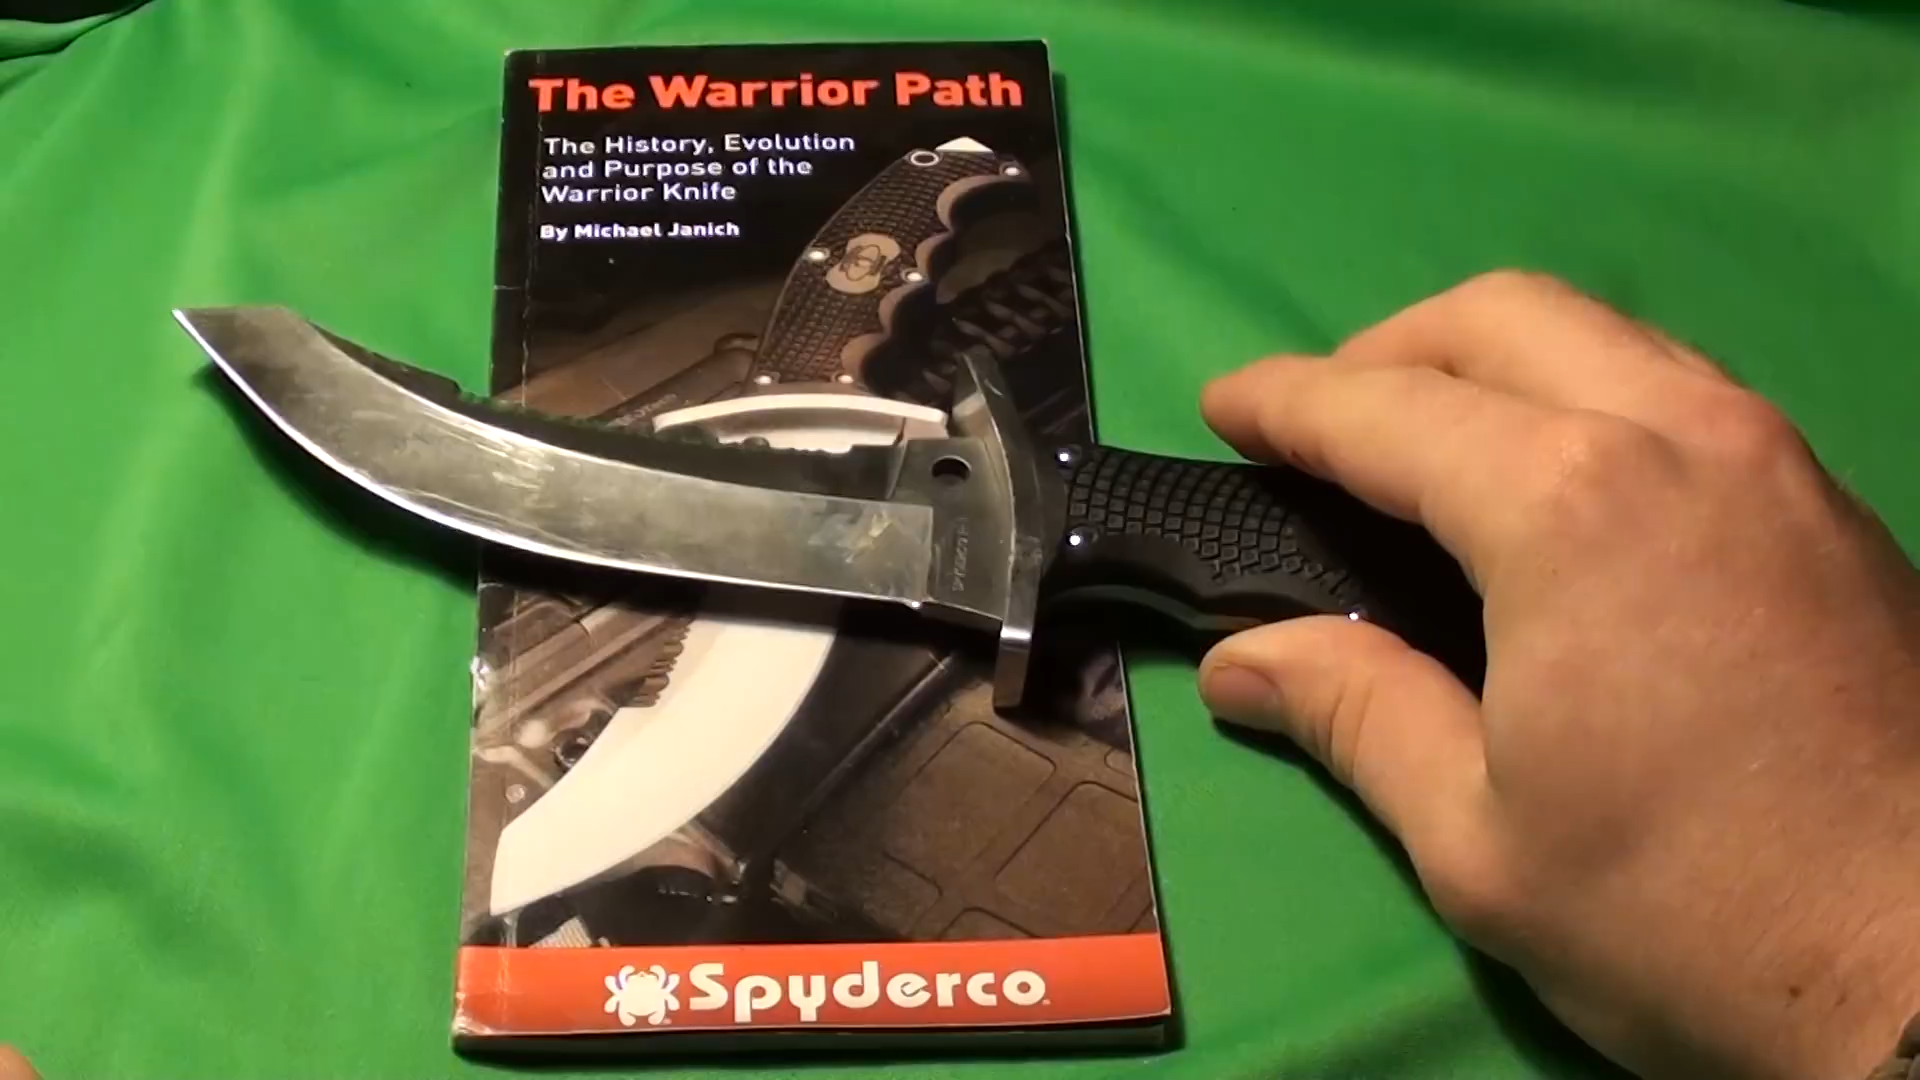 The Warrior Path
The History, Evolution
and Purpose of the
Warrior Knife
By Michael Janich
Spyderco